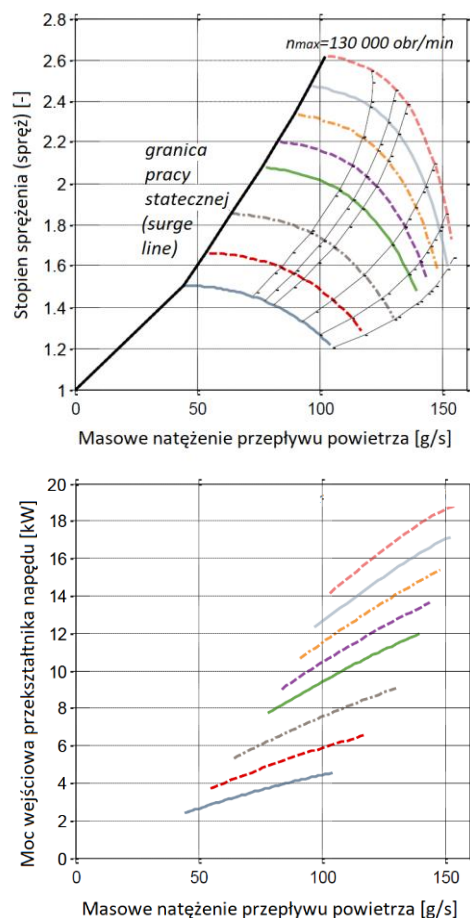 2.8
2.6
2.4
2.2
2
1.8
1.6
1.4
1.2
1
0
50
100
150
Stopien sprężenia (spręż) [-]
nmax=130 000 obr/min
granica
pracy
statecznej
(surge
line)
Masowe natężenie przepływu powietrza [g/s]
20
18
16
14
12
10
8
6
4
2
0
0
50
100
150
Moc wejściowa przekształtnika napędu [kW]
Masowe natężenie przepływu powietrza [g/s]